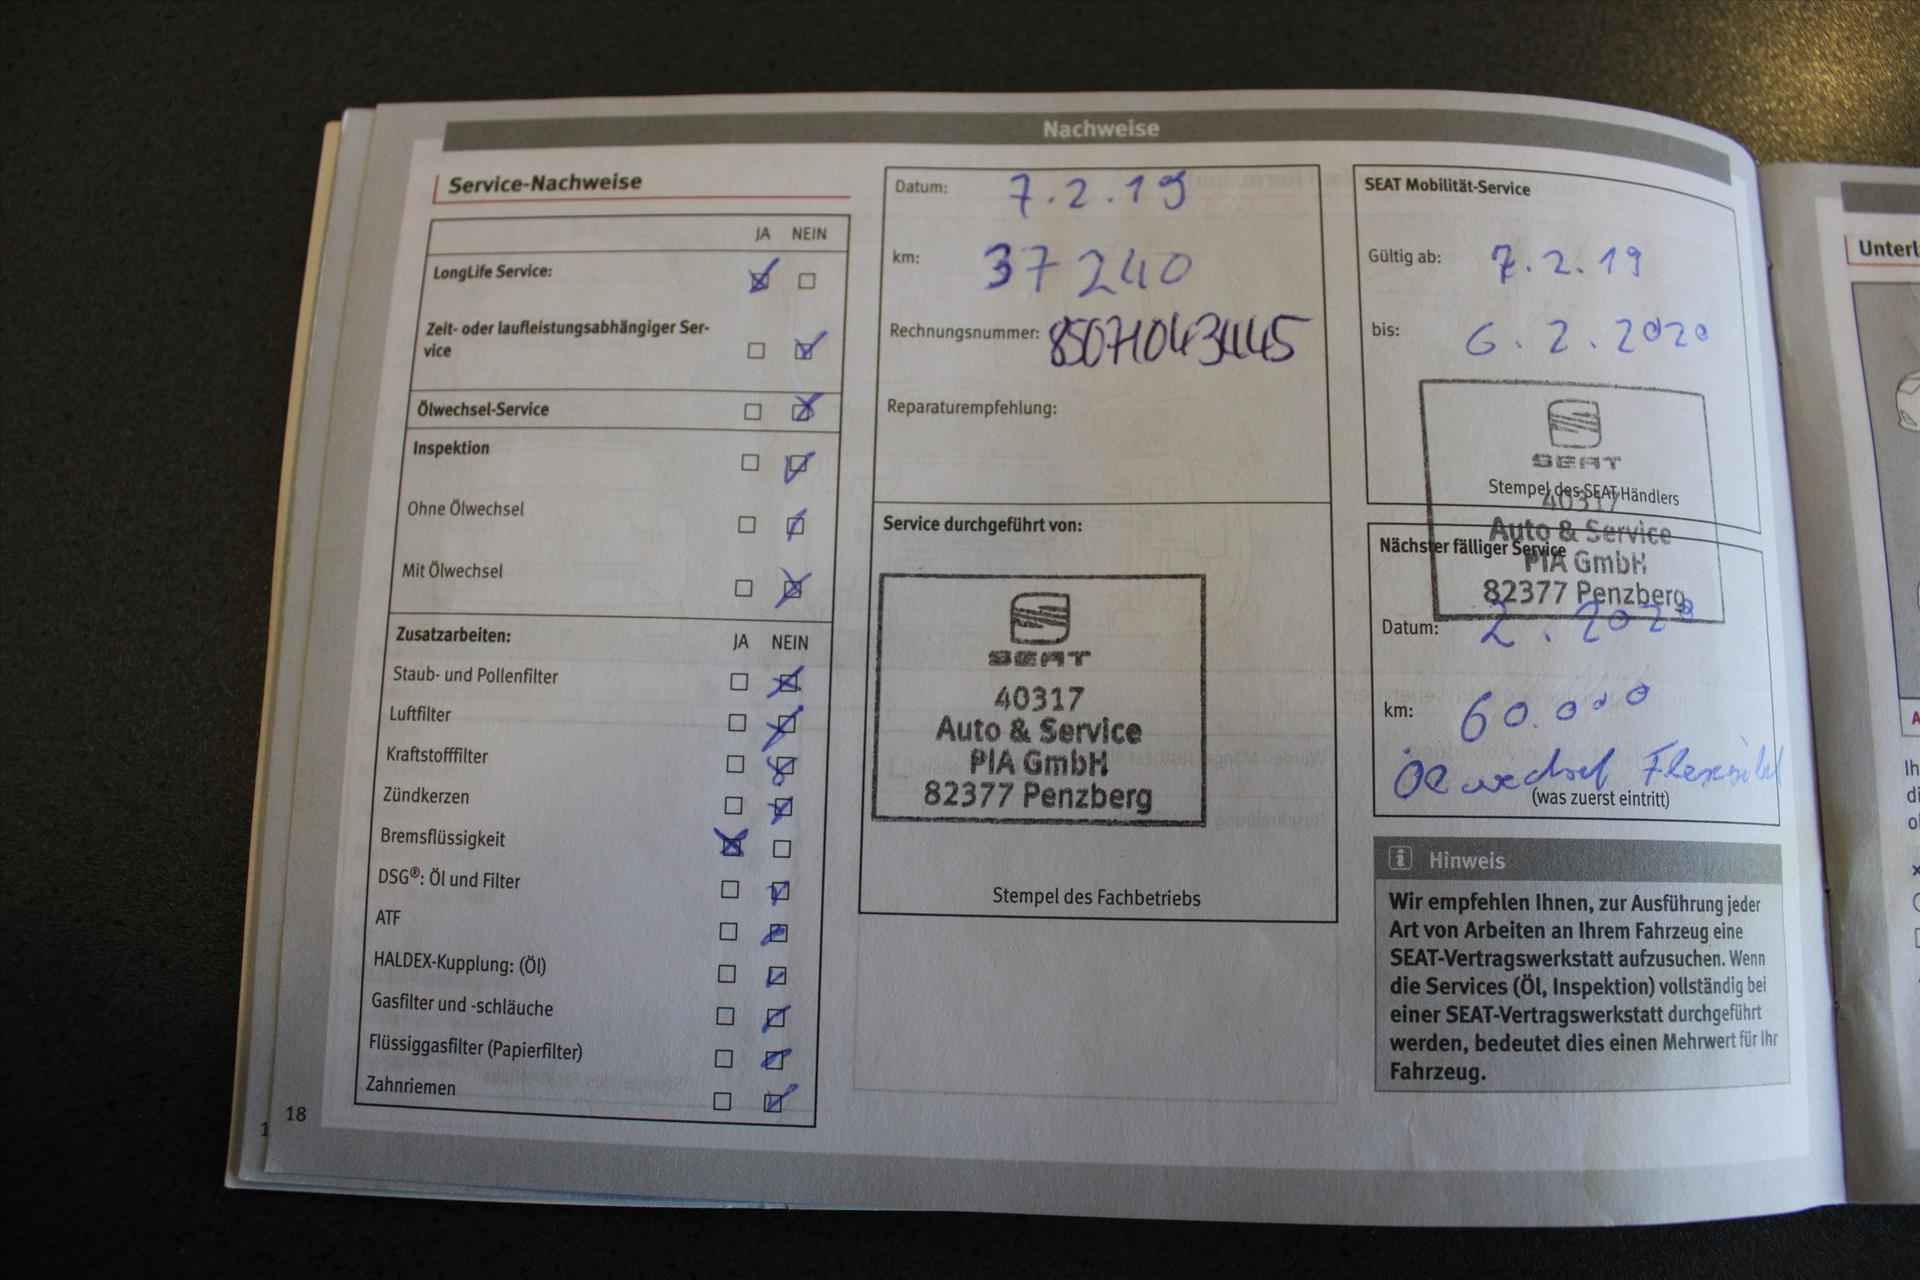 Nachweise
Service-Nachweise
JA NEIN
LongLife Service:
Zeit- oder laufleistungsabhängiger Ser-
vice
Ölwechsel-Service
Inspektion
Ohne Ölwechsel
Mit Ölwechsel
Zusatzarbeiten: JA NEIN
Staub- und Pollenfilter
Luftfilter
Kraftstofffilter
Zündkerzen
Bremsflüssigkeit
DSG®: Öl und Filter
ATF
HALDEX-Kupplung: (Öl)
Gasfilter und -schläuche
Flüssiggasfilter (Papierfilter)
Zahnriemen
18
1
Datum: 7.2.19
km: 37240
Rechnungsnummer:
Reparaturempfehlung:
Service durchgeführt von:
SEAT
40317
Auto & Service
PIA GmbH
82377 Penzberg
Stempel des Fachbetriebs
SEAT Mobilität-Service
Gültig ab: 7.2.19
bis: 6.2.2020
SEAT
Stempel des SEAT Händlers
40317
Auto & Service
Nächster fälliger Service
PIA GmbH
82377 Penzberg
Datum: 2.2020
km: 60.000
Ölwechsel Flexibel
(was zuerst eintritt)
Hinweis
Wir empfehlen Ihnen, zur Ausführung jeder
Art von Arbeiten an Ihrem Fahrzeug eine
SEAT-Vertragswerkstatt aufzusuchen. Wenn
die Services (Öl, Inspektion) vollständig bei
einer SEAT-Vertragswerkstatt durchgeführt
werden, bedeutet dies einen Mehrwert für Ihr
Fahrzeug.
Unterl
Ih
di